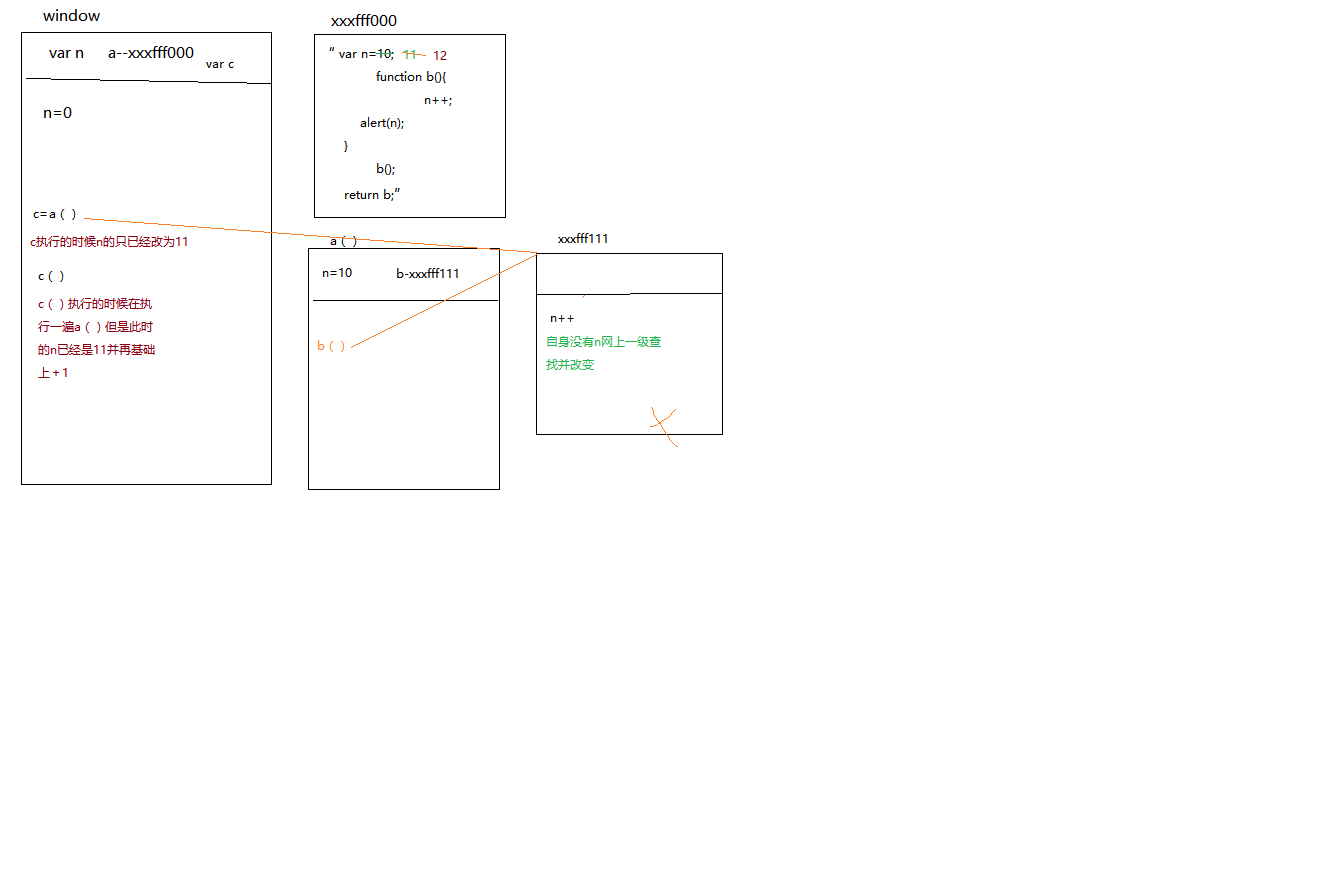 window
var n a--xxxfff000 var c
n=0
c=a（）
c执行的时候n的只已经改为11
c（）
c（）执行的时候在执
行一遍a（）但是此时
的n已经是11并再基础
上＋1
xxxfff000
“ var n=10; 11 12
function b(){
n++;
alert(n);
}
b();
return b;”
a（）
n=10 b-xxxfff111
b（）
xxxfff111
n++
自身没有n网上一级查
找并改变